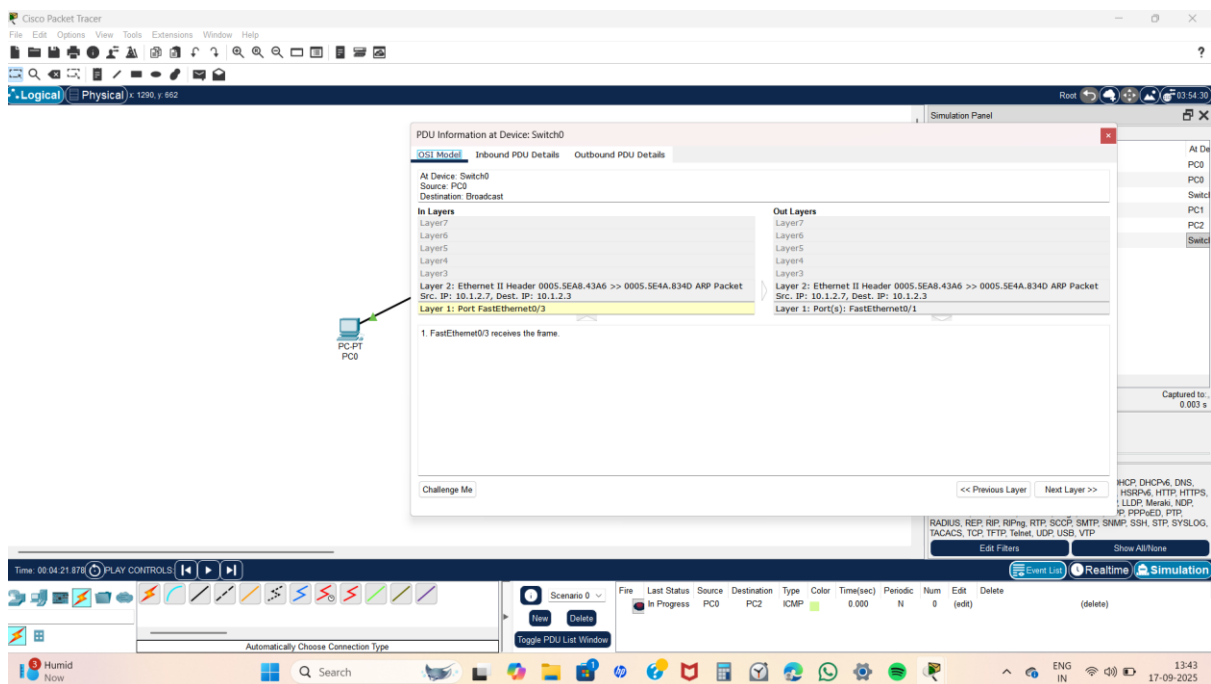 Cisco Packet Tracer
File Edit Options View Tools Extensions Window Help
?
Logical Physical x: 1290, y: 662 Root 03:54:30
Simulation Panel
PDU Information at Device: Switch0
OSI Model Inbound PDU Details Outbound PDU Details
At Device: Switch0
Source: PC0
Destination: Broadcast
In Layers
Layer7
Layer6
Layer5
Layer4
Layer3
Layer 2: Ethernet II Header 0005.5EA8.43A6 >> 0005.5E4A.834D ARP Packet
Src. IP: 10.1.2.7, Dest. IP: 10.1.2.3
Layer 1: Port FastEthernet0/3
Out Layers
Layer7
Layer6
Layer5
Layer4
Layer3
Layer 2: Ethernet II Header 0005.5EA8.43A6 >> 0005.5E4A.834D ARP Packet
Src. IP: 10.1.2.7, Dest. IP: 10.1.2.3
Layer 1: Port(s): FastEthernet0/1
1. FastEthernet0/3 receives the frame.
Challenge Me << Previous Layer Next Layer >>
At De
PC0
PC0
Switcl
PC1
PC2
Switcl
Captured to:
0.003 s
HCP, DHCPv6, DNS,
HSRPv6, HTTP, HTTPS,
LLDP, Meraki, NDP,
PPPoED, PTP,
RADIUS, REP, RIP, RIPng, RTP, SCCP, SMTP, SNMP, SSH, STP, SYSLOG,
TACACS, TCP, TFTP, Telnet, UDP, USB, VTP
Edit Filters Show All/None
PC-PT
PC0
Time: 00:04:21.878 PLAY CONTROLS: Event List Realtime Simulation
Scenario 0
New Delete
Toggle PDU List Window
Fire Last Status Source Destination Type Color Time(sec) Periodic Num Edit Delete
In Progress PC0 PC2 ICMP 0.000 N 0 (edit) (delete)
Automatically Choose Connection Type
3 Humid
Now
Search
ENG
IN
13:43
17-09-2025